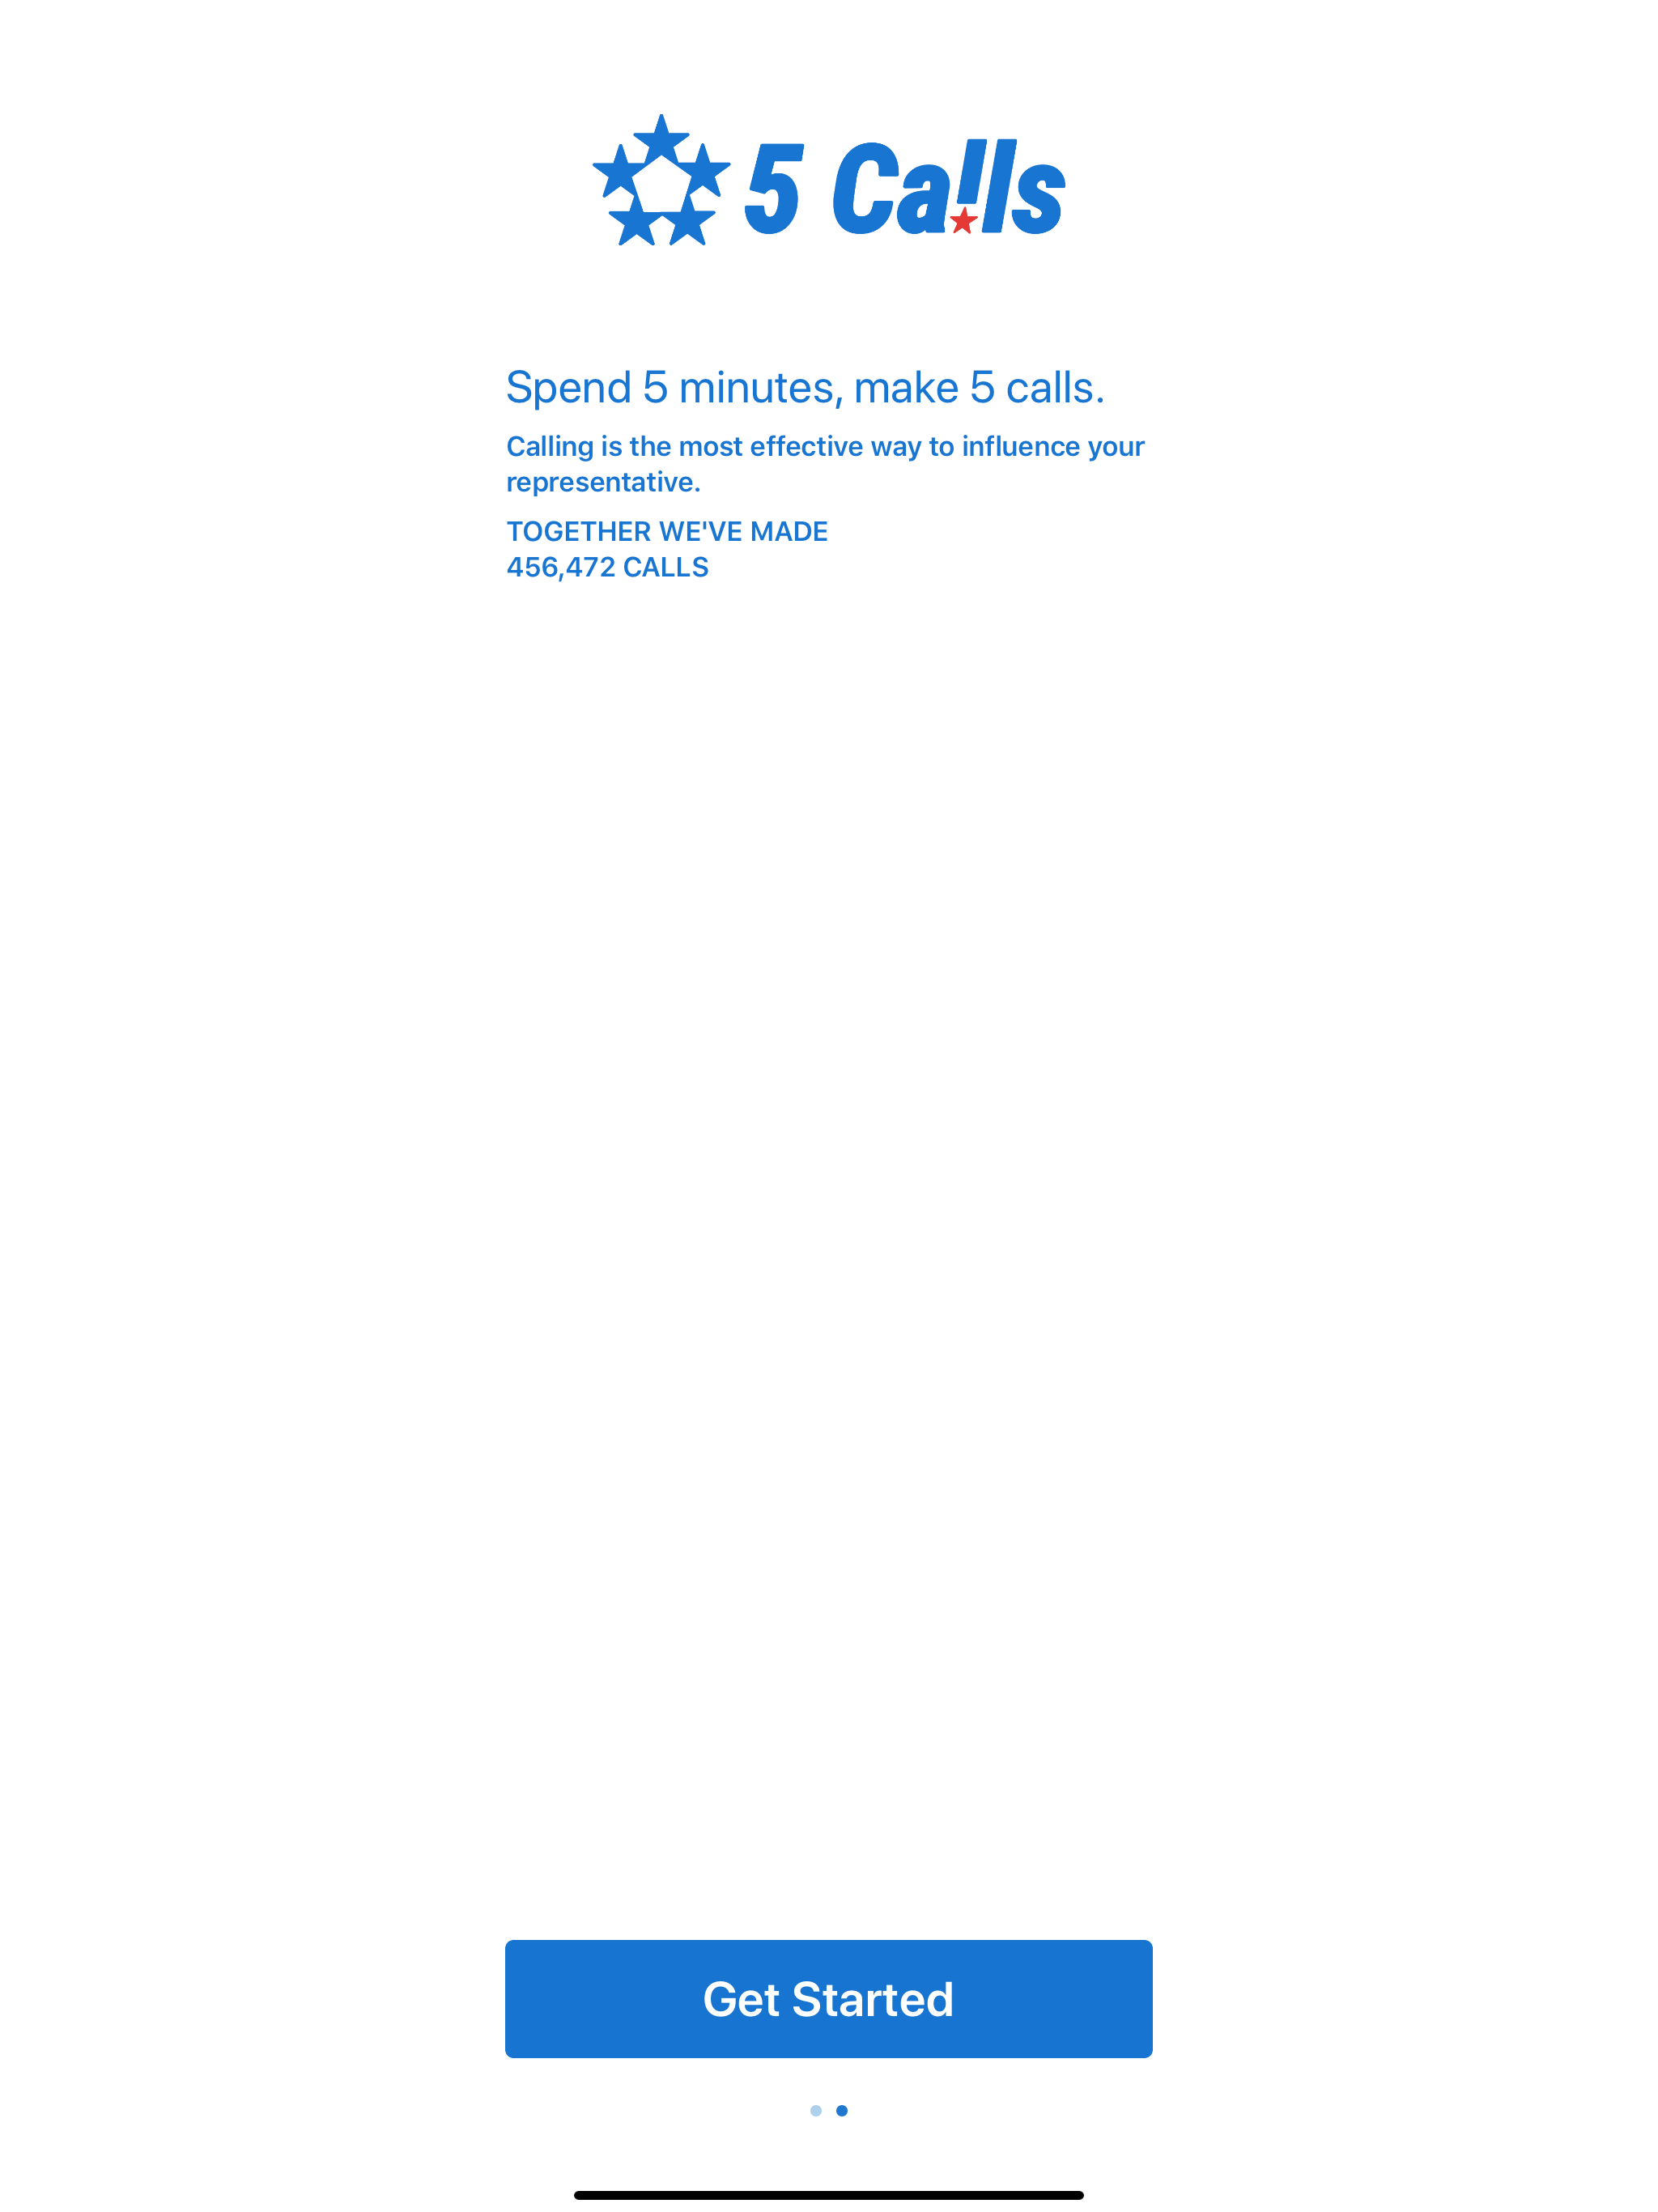 5 Calls
Spend 5 minutes, make 5 calls.
Calling is the most effective way to influence your
representative.
TOGETHER WE'VE MADE
456,472 CALLS
Get Started